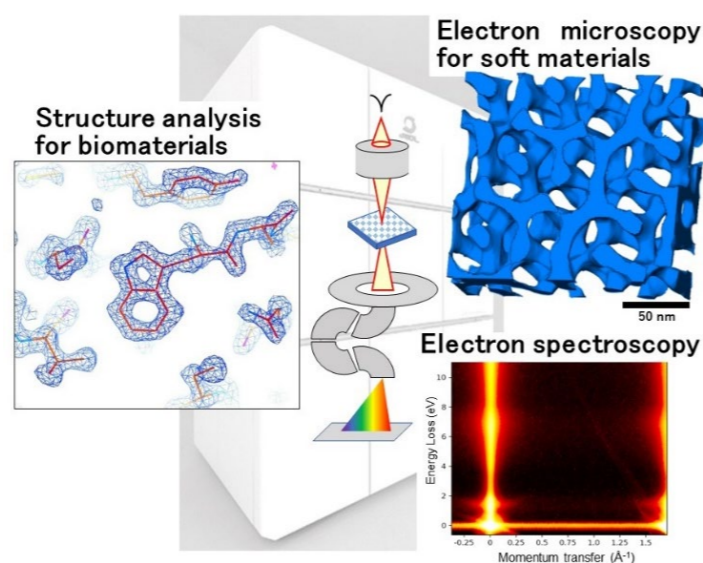 Electron microscopy
for soft materials
Structure analysis
for biomaterials
50 nm
Electron spectroscopy
Energy Loss (eV)
10
8
6
4
2
0
-0.25
0
0.25
0.50
0.75
1.00
1.25
1.5
Momentum transfer (Å⁻¹)